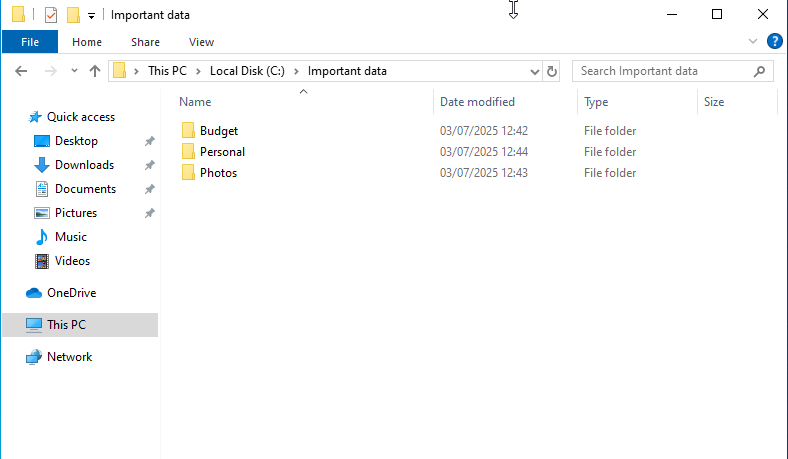 Important data
File Home Share View
This PC Local Disk (C:) Important data Search Important data
Name Date modified Type Size
Quick access
Desktop
Downloads
Documents
Pictures
Music
Videos
OneDrive
This PC
Network
Budget 03/07/2025 12:42 File folder
Personal 03/07/2025 12:44 File folder
Photos 03/07/2025 12:43 File folder